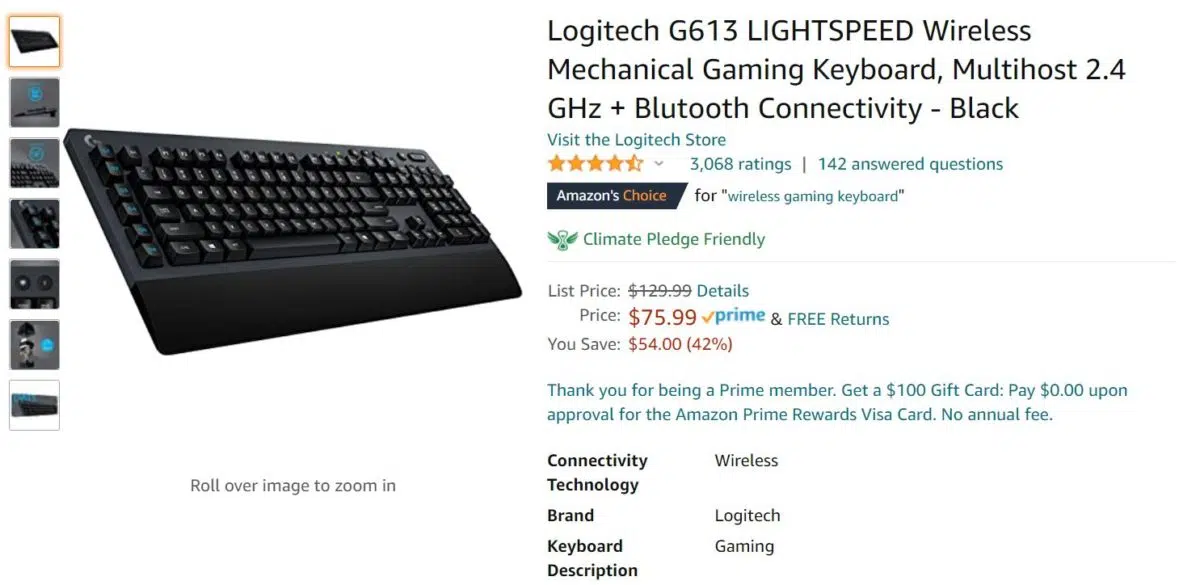 Logitech G613 LIGHTSPEED Wireless
Mechanical Gaming Keyboard, Multihost 2.4
GHz + Blutooth Connectivity - Black
Visit the Logitech Store
3,068 ratings | 142 answered questions
Amazon's Choice for "wireless gaming keyboard"
Climate Pledge Friendly
List Price: $129.99 Details
Price: $75.99 prime & FREE Returns
You Save: $54.00 (42%)
Thank you for being a Prime member. Get a $100 Gift Card: Pay $0.00 upon
approval for the Amazon Prime Rewards Visa Card. No annual fee.
Connectivity Wireless
Technology
Brand Logitech
Keyboard Gaming
Description
Roll over image to zoom in